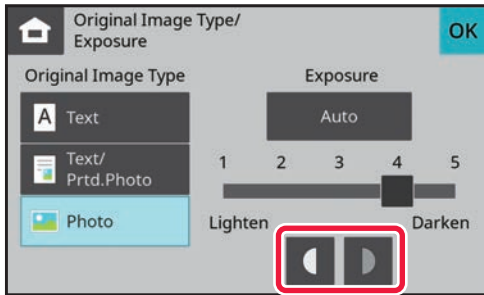 Original Image Type/
Exposure
OK
Original Image Type
A Text
Text/
Prtd.Photo
Photo
Exposure
Auto
1 2 3 4 5
Lighten Darken